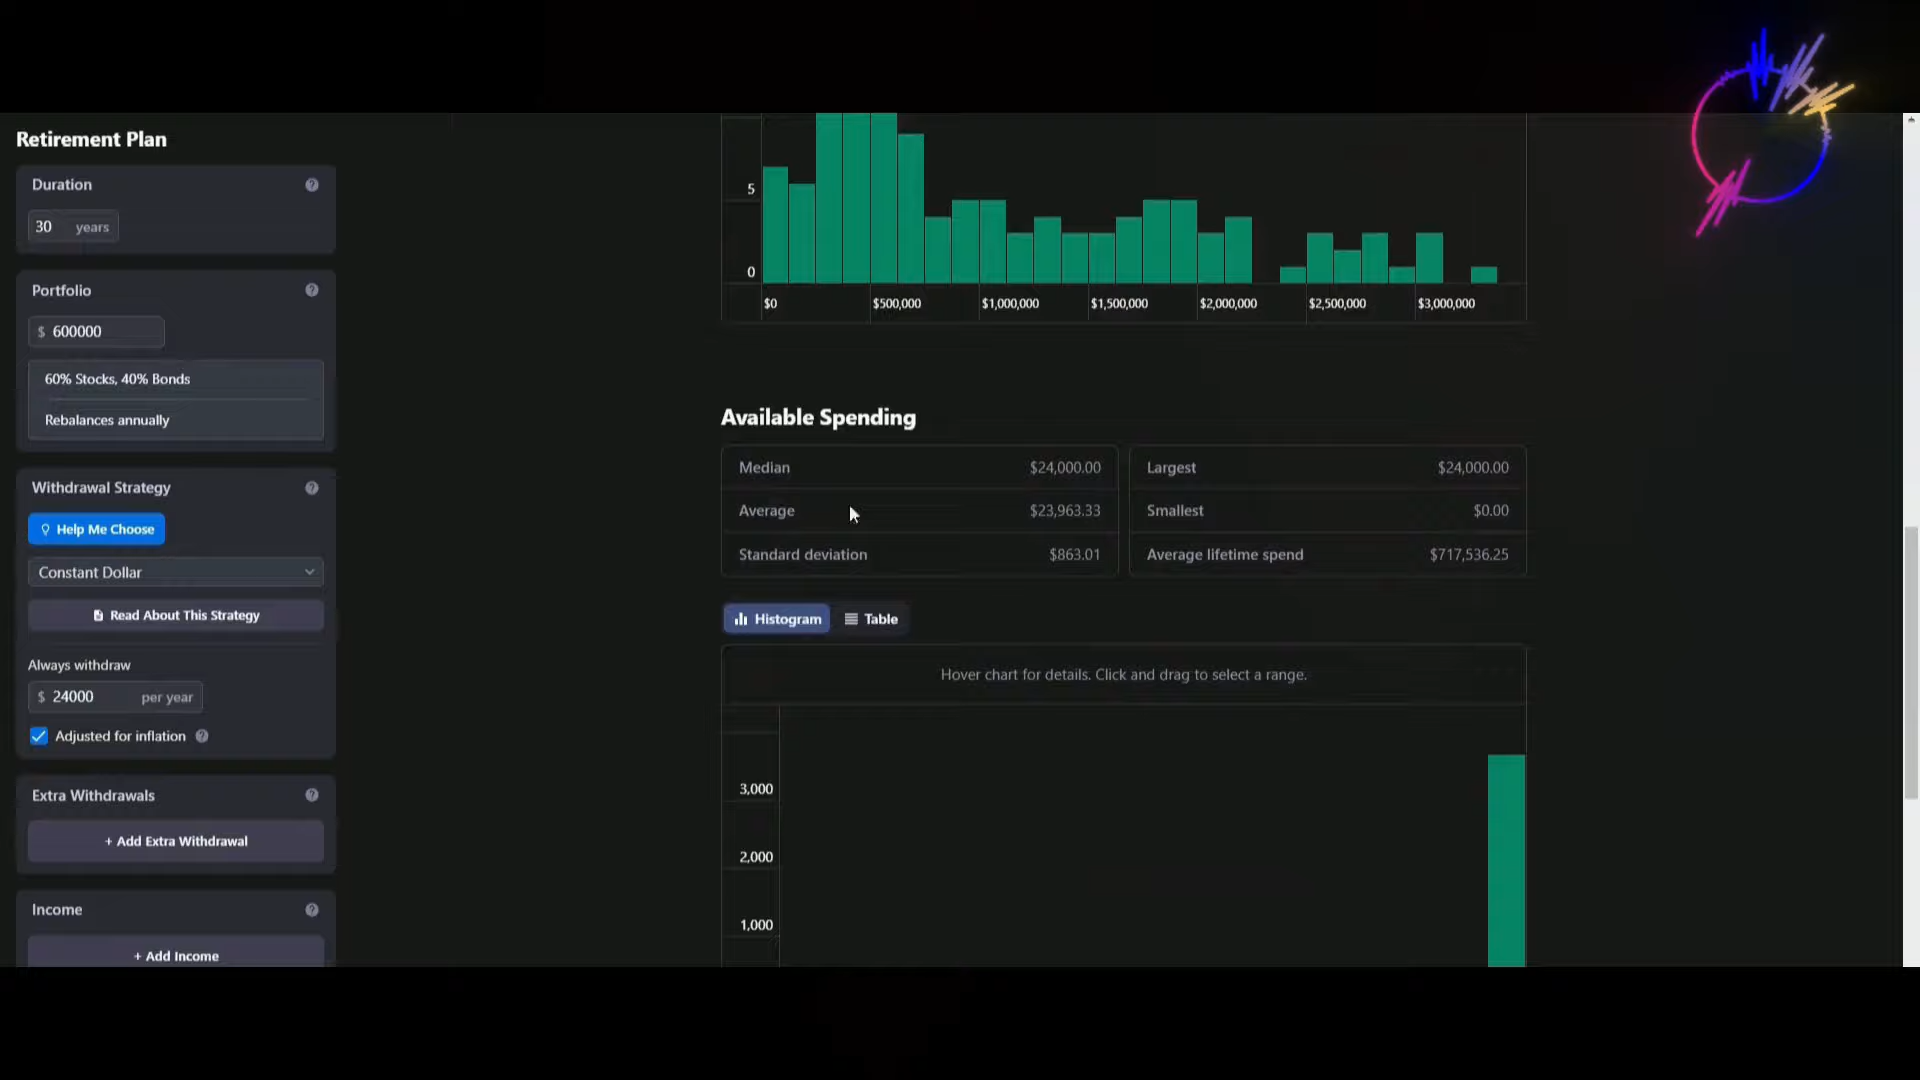 Retirement Plan
Duration
30 years
Portfolio
$ 600000
60% Stocks, 40% Bonds
Rebalances annually
Withdrawal Strategy
Help Me Choose
Constant Dollar
Read About This Strategy
Always withdraw
$ 24000 per year
Adjusted for inflation
Extra Withdrawals
+ Add Extra Withdrawal
Income
+ Add Income
5
0
$0 $500,000 $1,000,000 $1,500,000 $2,000,000 $2,500,000 $3,000,000
Available Spending
Median $24,000.00
Average $23,963.33
Standard deviation $863.01
Largest $24,000.00
Smallest $0.00
Average lifetime spend $717,536.25
Histogram Table
Hover chart for details. Click and drag to select a range.
3,000
2,000
1,000